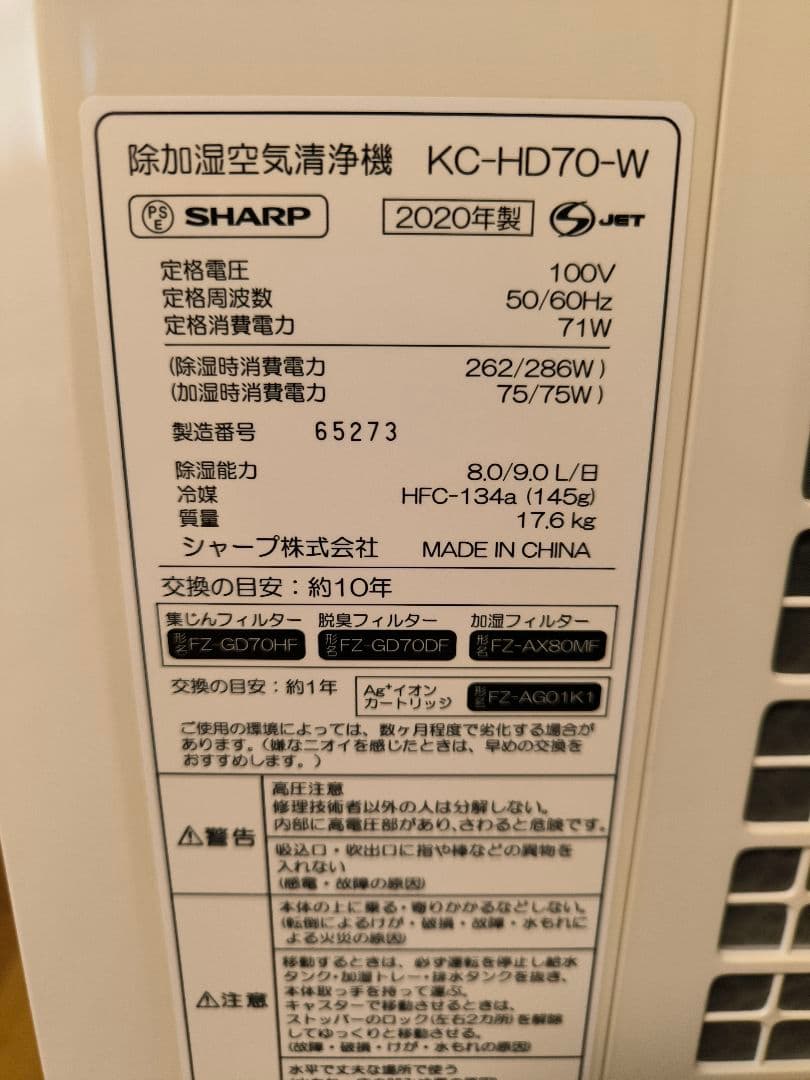 除加湿空気清浄機 KC-HD70-W
PSE SHARP 2020年製 S JET
定格電圧 100V
定格周波数 50/60Hz
定格消費電力 71W
(除湿時消費電力 262/286W)
(加湿時消費電力 75/75W)
製造番号 65273
除湿能力 8.0/9.0 L/日
冷媒 HFC-134a (145g)
質量 17.6 kg
シャープ株式会社 MADE IN CHINA
交換の目安：約10年
集じんフィルター 脱臭フィルター 加湿フィルター
形名 FZ-GD70HF 形名 FZ-GD70DF 形名 FZ-AX80MF
交換の目安：約1年 Ag⁺イオンカートリッジ 形名 FZ-AG01K1
ご使用の環境によっては、数ヶ月程度で劣化する場合が
あります。(嫌なニオイを感じたときは、早めの交換を
おすすめします。)
⚠警告
高圧注意
修理技術者以外の人は分解しない。
内部に高電圧部があり、さわると危険です。
吸込口・吹出口に指や棒などの異物を
入れない
(感電・故障の原因)
⚠注意
本体の上に乗る・寄りかかるなどしない。
(転倒によるけが・破損・故障・水もれに
よる火災の原因)
移動するときは、必ず運転を停止し給水
タンク・加湿トレー・排水タンクを抜き、
本体取っ手を持って運ぶ。
キャスターで移動させるときは、
ストッパーのロック(左右2カ所)を解除
してゆっくりと移動させる。
(故障・破損・けが・水もれの原因)
水平で丈夫な場所で使う